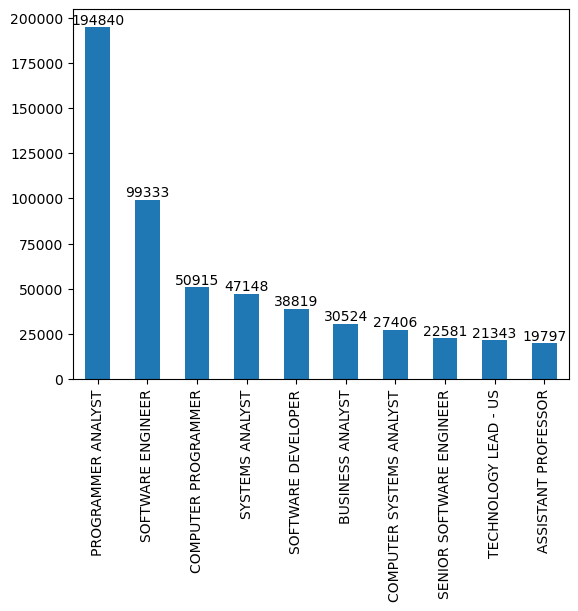 200000
175000
150000
125000
100000
75000
50000
25000
0
194840
99333
50915
47148
38819
30524
27406
22581
21343
19797
PROGRAMMER ANALYST
SOFTWARE ENGINEER
COMPUTER PROGRAMMER
SYSTEMS ANALYST
SOFTWARE DEVELOPER
BUSINESS ANALYST
COMPUTER SYSTEMS ANALYST
SENIOR SOFTWARE ENGINEER
TECHNOLOGY LEAD - US
ASSISTANT PROFESSOR